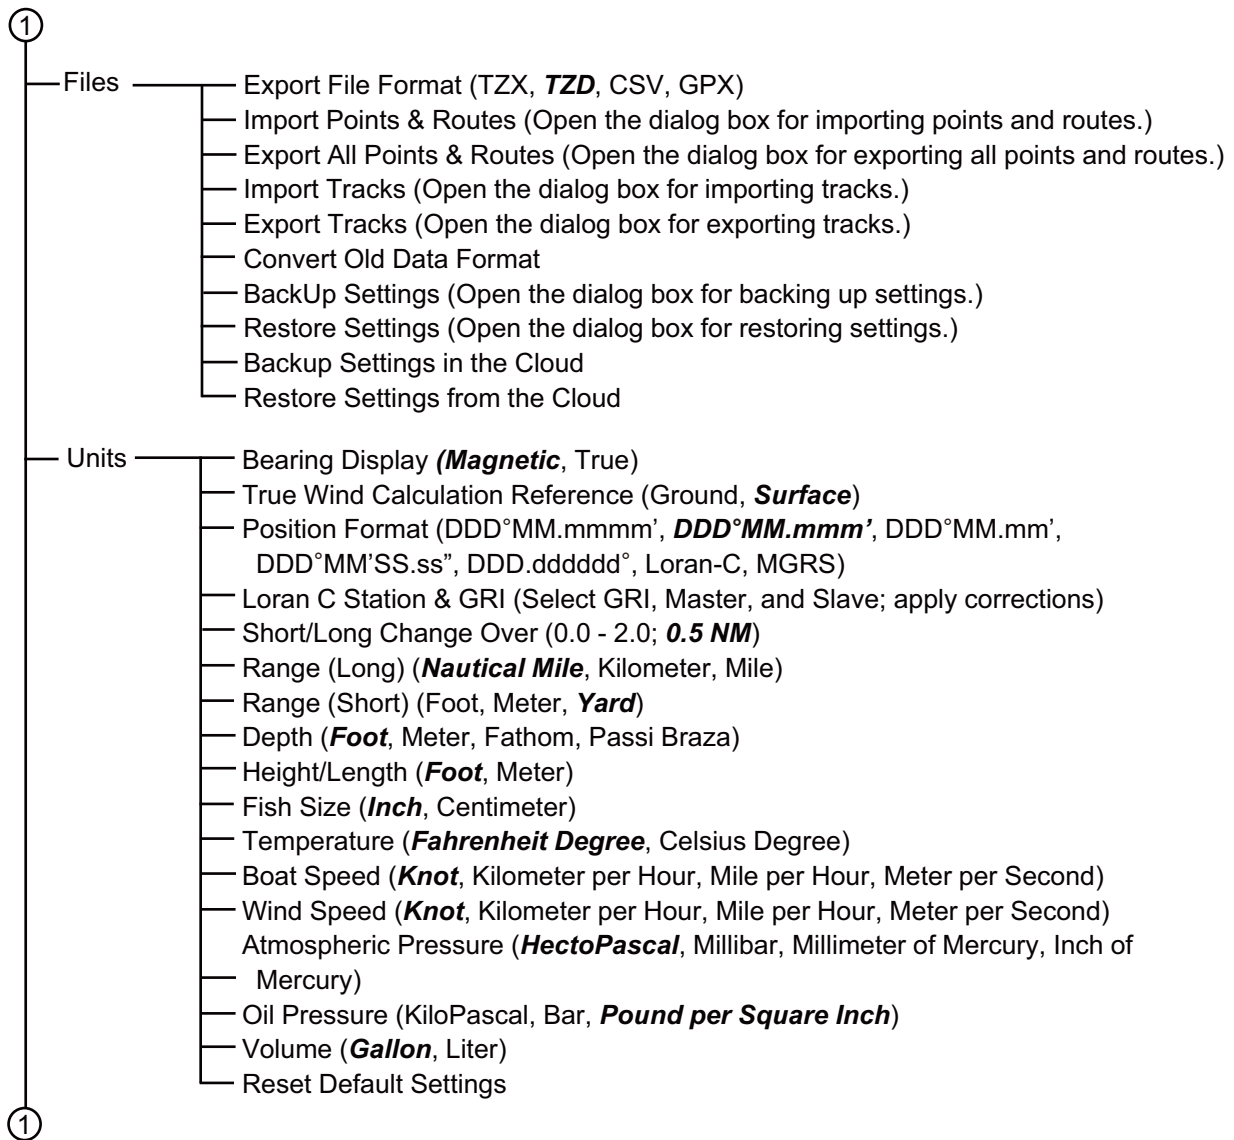 1
Files
Export File Format (TZX, TZD, CSV, GPX)
Import Points & Routes (Open the dialog box for importing points and routes.)
Export All Points & Routes (Open the dialog box for exporting all points and routes.)
Import Tracks (Open the dialog box for importing tracks.)
Export Tracks (Open the dialog box for exporting tracks.)
Convert Old Data Format
BackUp Settings (Open the dialog box for backing up settings.)
Restore Settings (Open the dialog box for restoring settings.)
Backup Settings in the Cloud
Restore Settings from the Cloud
Units
Bearing Display (Magnetic, True)
True Wind Calculation Reference (Ground, Surface)
Position Format (DDD°MM.mmmm’, DDD°MM.mmm’, DDD°MM.mm’,
DDD°MM’SS.ss”, DDD.dddddd°, Loran-C, MGRS)
Loran C Station & GRI (Select GRI, Master, and Slave; apply corrections)
Short/Long Change Over (0.0 - 2.0; 0.5 NM)
Range (Long) (Nautical Mile, Kilometer, Mile)
Range (Short) (Foot, Meter, Yard)
Depth (Foot, Meter, Fathom, Passi Braza)
Height/Length (Foot, Meter)
Fish Size (Inch, Centimeter)
Temperature (Fahrenheit Degree, Celsius Degree)
Boat Speed (Knot, Kilometer per Hour, Mile per Hour, Meter per Second)
Wind Speed (Knot, Kilometer per Hour, Mile per Hour, Meter per Second)
Atmospheric Pressure (HectoPascal, Millibar, Millimeter of Mercury, Inch of
Mercury)
Oil Pressure (KiloPascal, Bar, Pound per Square Inch)
Volume (Gallon, Liter)
Reset Default Settings
1